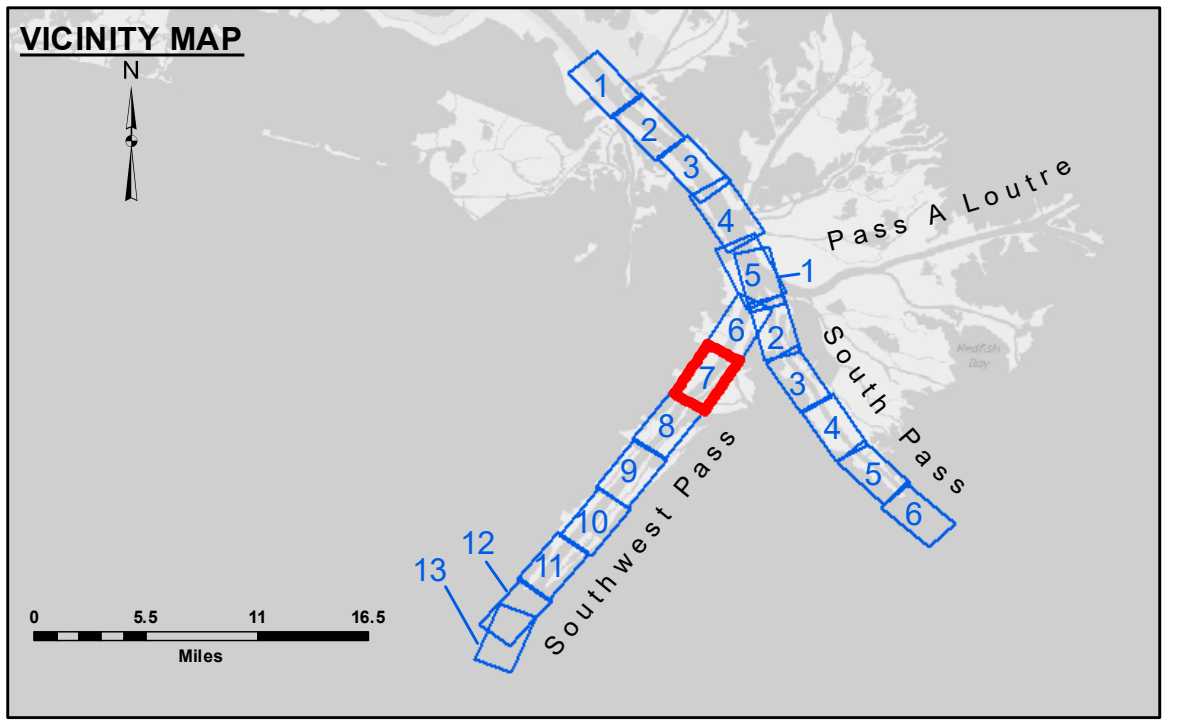 VICINITY MAP
N
1
2
3
4
5
1
Pass A Loutre
6
2
South Pass
Redfish
Bay
7
3
8
4
9
5
10
6
11
12
13
Southwest Pass
0 5.5 11 16.5
Miles